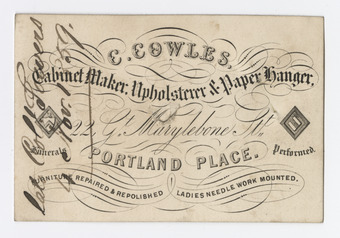 C. COWLES,
Cabinet Maker, Upholsterer & Paper Hanger,
22, Gt. Marylebone St.
PORTLAND PLACE.
Funerals Performed.
FURNITURE REPAIRED & REPOLISHED LADIES NEEDLE WORK MOUNTED.